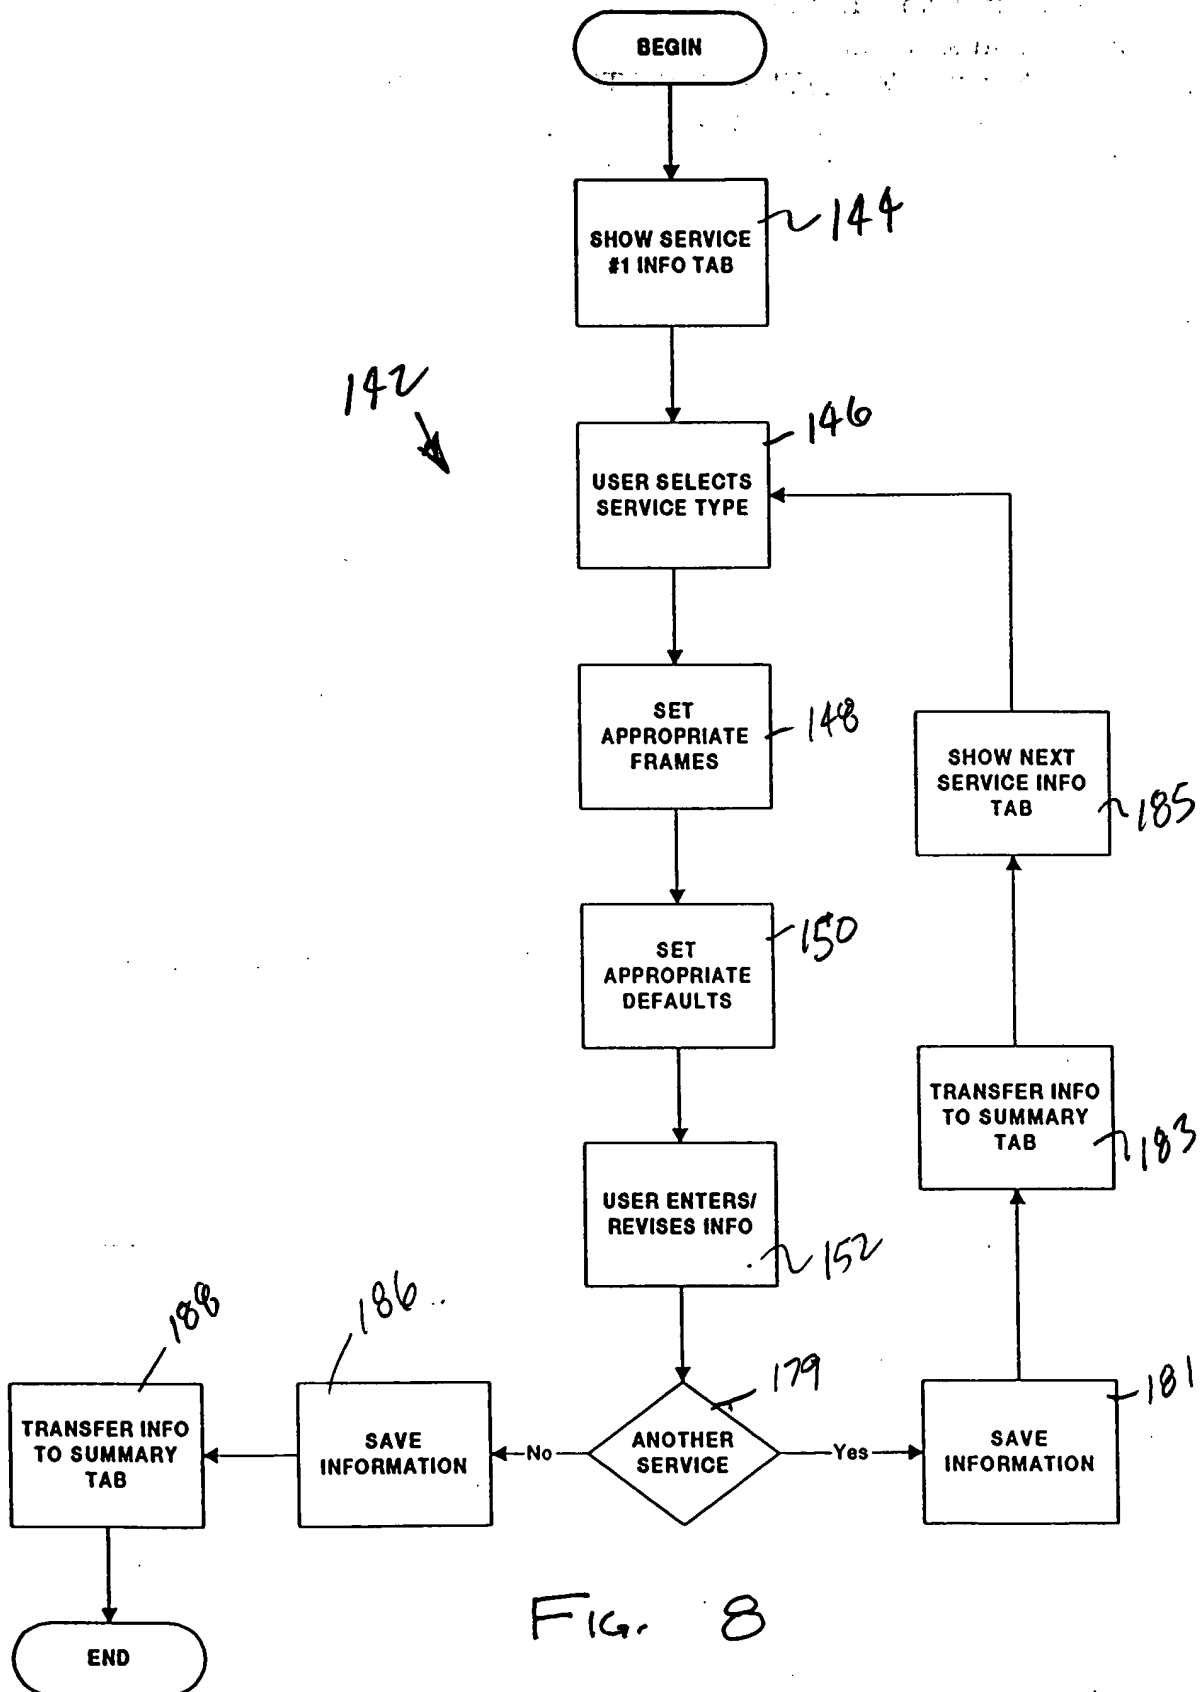 BEGIN
SHOW SERVICE
#1 INFO TAB
144
142
USER SELECTS
SERVICE TYPE
146
SET
APPROPRIATE
FRAMES
148
SHOW NEXT
SERVICE INFO
TAB
185
SET
APPROPRIATE
DEFAULTS
150
TRANSFER INFO
TO SUMMARY
TAB
183
USER ENTERS/
REVISES INFO
152
188
186
179
181
TRANSFER INFO
TO SUMMARY
TAB
SAVE
INFORMATION
No
ANOTHER
SERVICE
Yes
SAVE
INFORMATION
END
FIG. 8